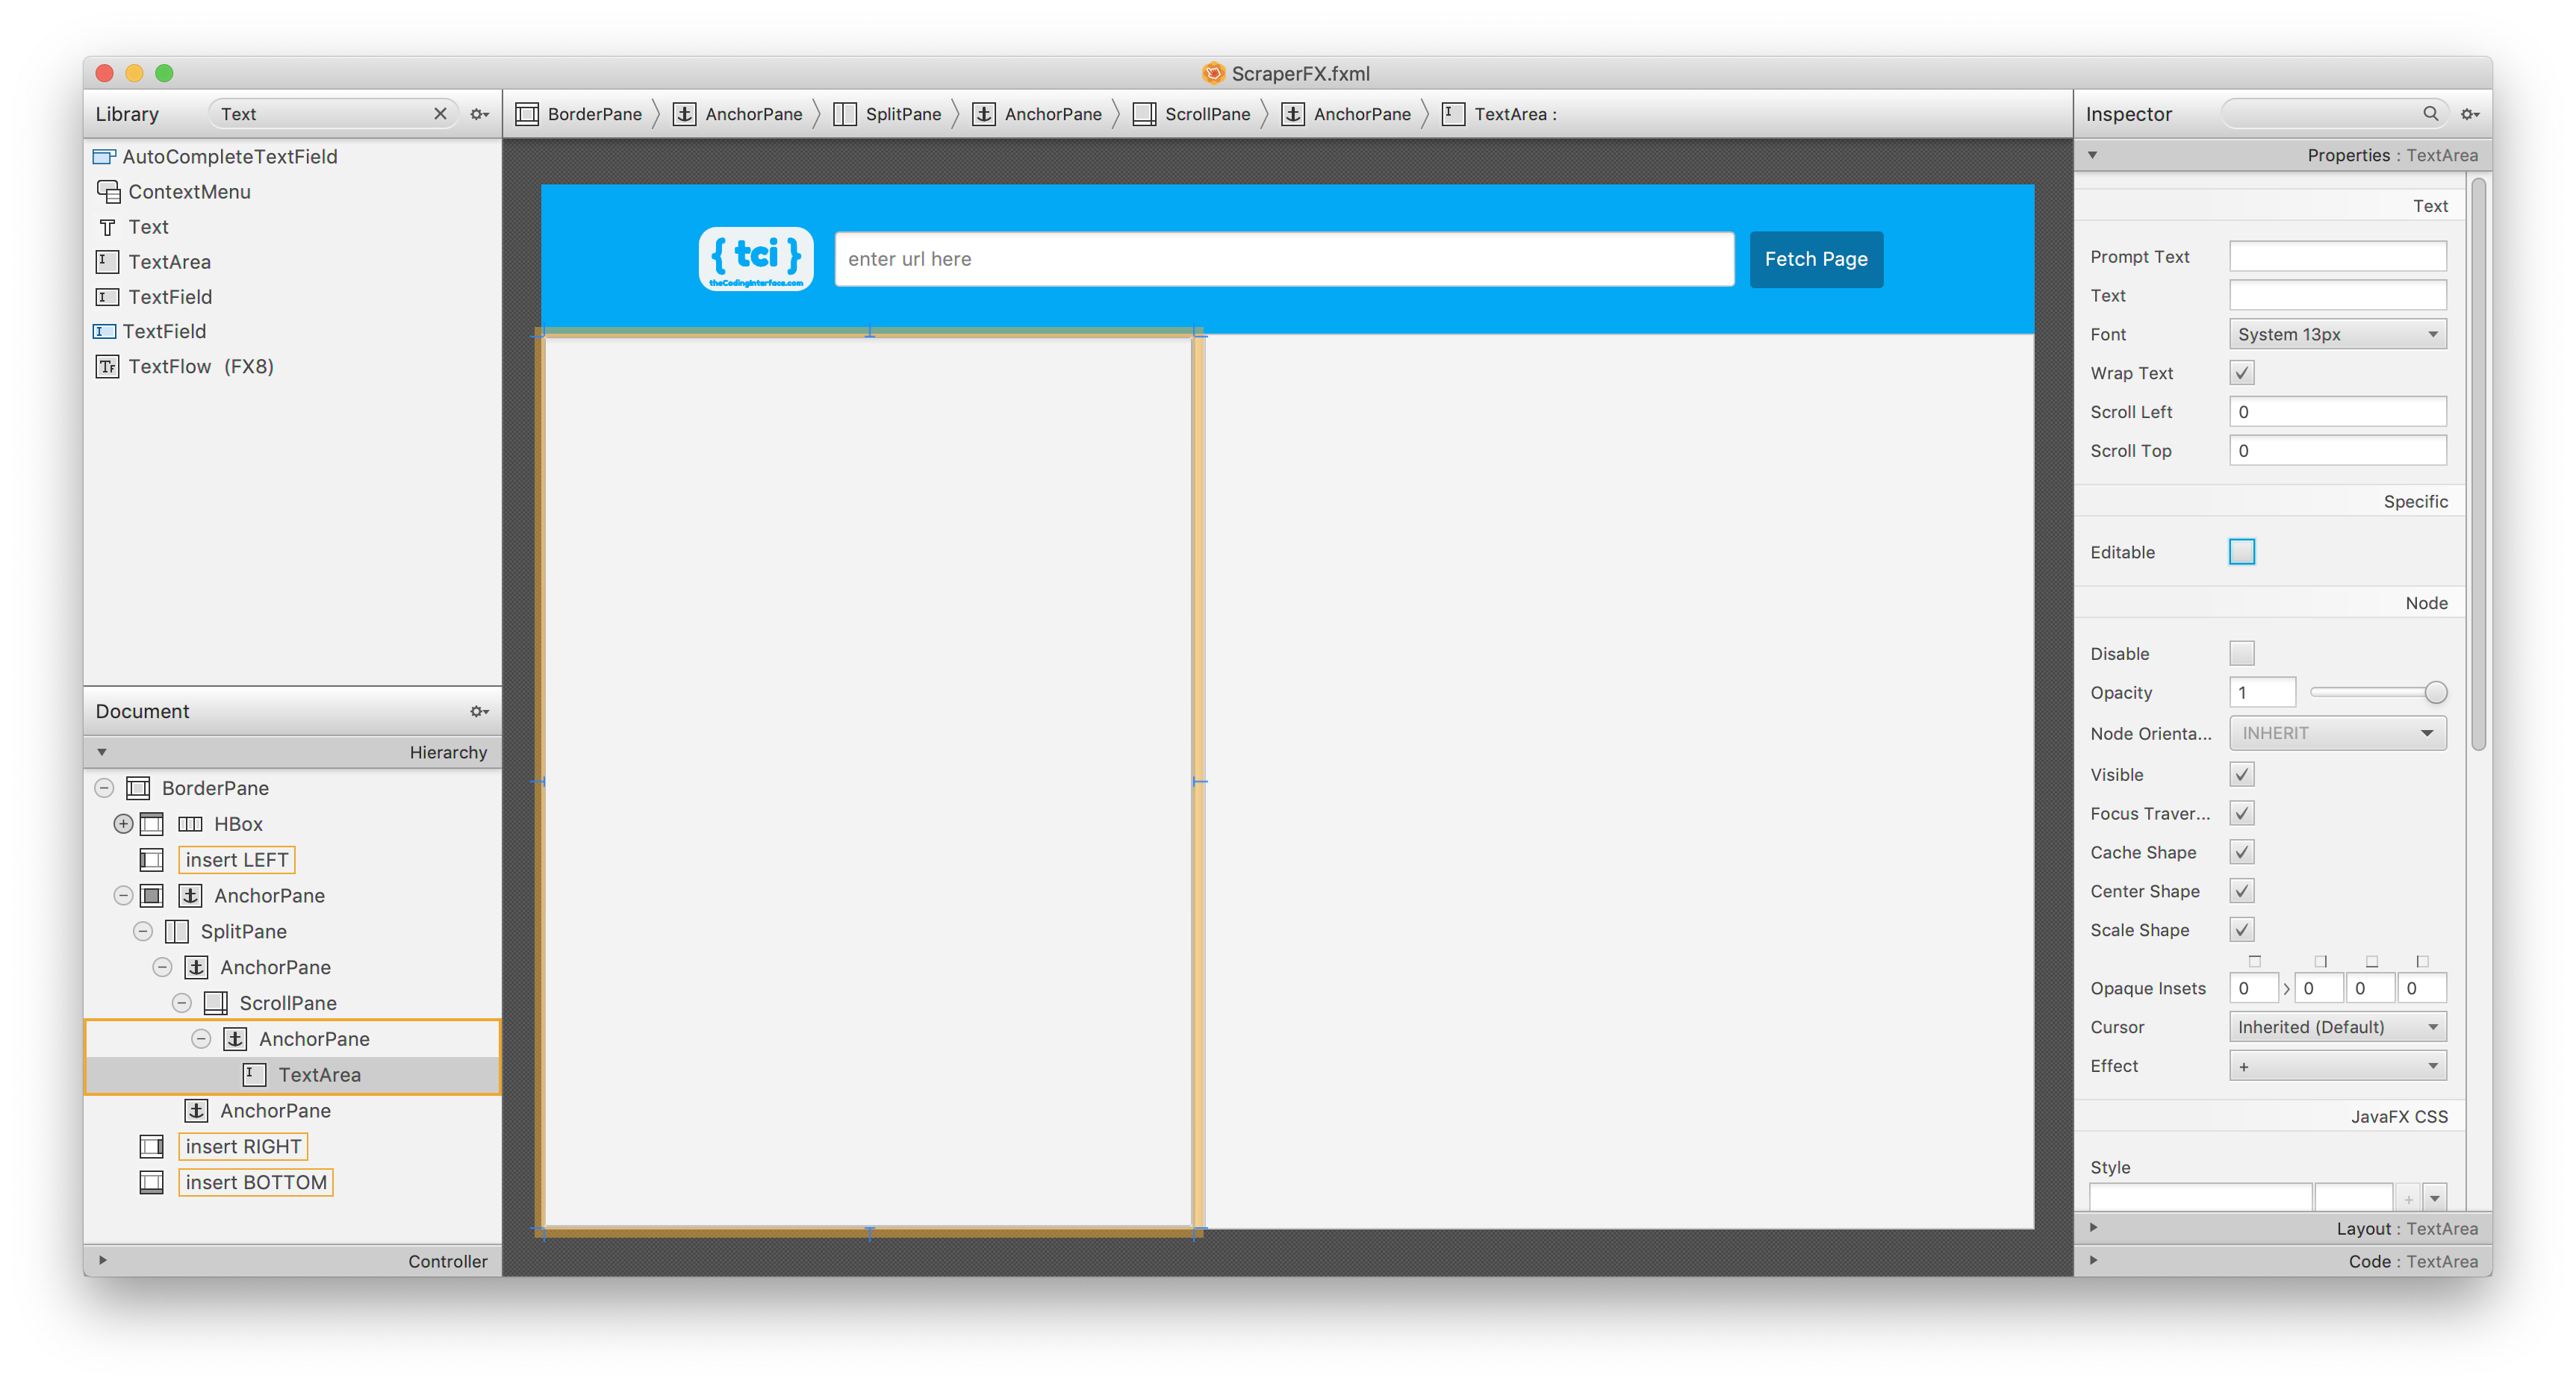 ScraperFX.fxml
Library
Text
BorderPane
AnchorPane
SplitPane
AnchorPane
ScrollPane
AnchorPane
TextArea :
Inspector
AutoCompleteTextField
ContextMenu
Text
TextArea
TextField
TextField
TextFlow (FX8)
Document
Hierarchy
BorderPane
HBox
insert LEFT
AnchorPane
SplitPane
AnchorPane
ScrollPane
AnchorPane
TextArea
AnchorPane
insert RIGHT
insert BOTTOM
Controller
{ tci }
theCodingInterface.com
enter url here
Fetch Page
Properties : TextArea
Text
Prompt Text
Text
Font System 13px
Wrap Text
Scroll Left 0
Scroll Top 0
Specific
Editable
Node
Disable
Opacity 1
Node Orienta... INHERIT
Visible
Focus Traver...
Cache Shape
Center Shape
Scale Shape
Opaque Insets 0 > 0 0 0
Cursor Inherited (Default)
Effect +
JavaFX CSS
Style
+
Layout : TextArea
Code : TextArea